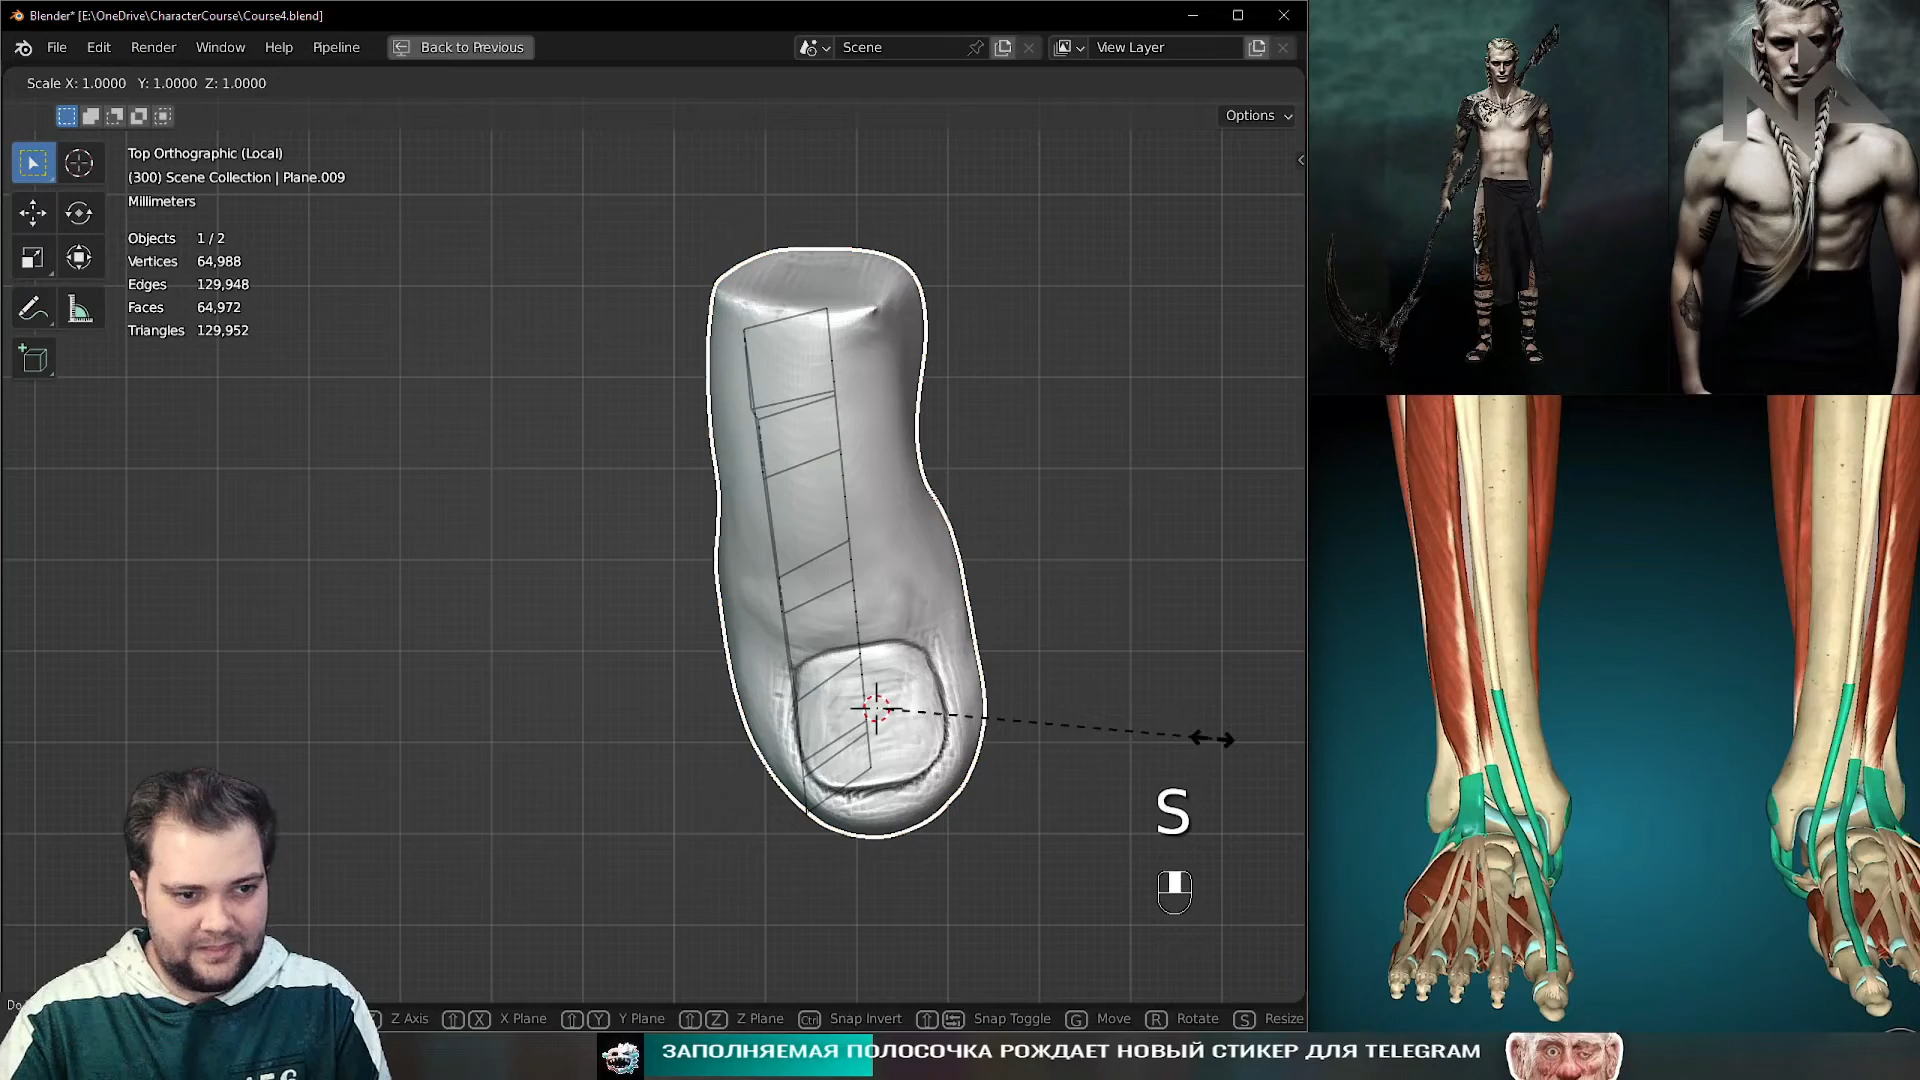 Blender* [E:\OneDrive\CharacterCourse\Course4.blend]
File Edit Render Window Help Pipeline Back to Previous Scene View Layer
Scale X: 1.0000 Y: 1.0000 Z: 1.0000
Options
Top Orthographic (Local)
(300) Scene Collection | Plane.009
Millimeters
Objects 1 / 2
Vertices 64,988
Edges 129,948
Faces 64,972
Triangles 129,952
S
Z Axis X X Plane Y Y Plane Z Z Plane Ctrl Snap Invert Snap Toggle G Move R Rotate S Resize
ЗАПОЛНЯЕМАЯ ПОЛОСОЧКА РОЖДАЕТ НОВЫЙ СТИКЕР ДЛЯ TELEGRAM